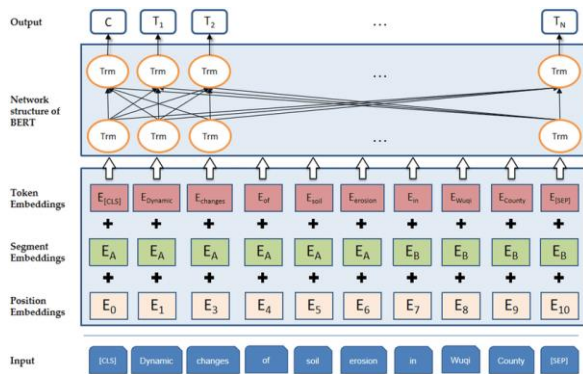 Output C T1 T2 ... TN
Trm Trm Trm ... Trm
Network structure of BERT
Trm Trm Trm ... Trm
Token Embeddings E[CLS] EDynamic Echanges Eof Esoil Eerosion Ein EWuqi ECounty E[SEP]
+ + + + + + + + + +
Segment Embeddings EA EA EA EA EA EA EB EB EB EB
+ + + + + + + + + +
Position Embeddings E0 E1 E3 E4 E5 E6 E7 E8 E9 E10
Input [CLS] Dynamic changes of soil erosion in Wuqi County [SEP]